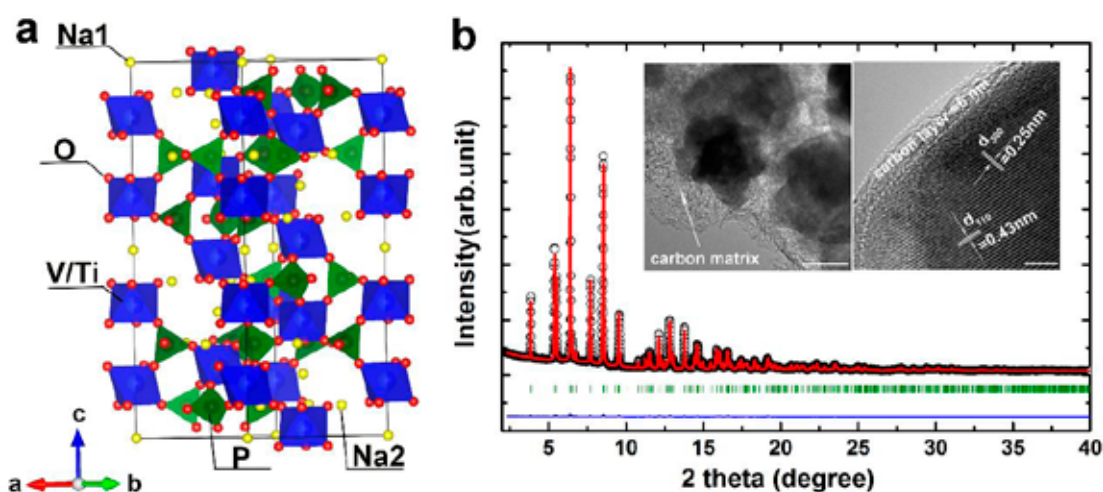 a
Na1
O
V/Ti
P
Na2
c
a
b
b
Intensity(arb.unit)
carbon matrix
carbon layer=6 nm
d300
=0.25nm
d110
=0.43nm
5 10 15 20 25 30 35 40
2 theta (degree)